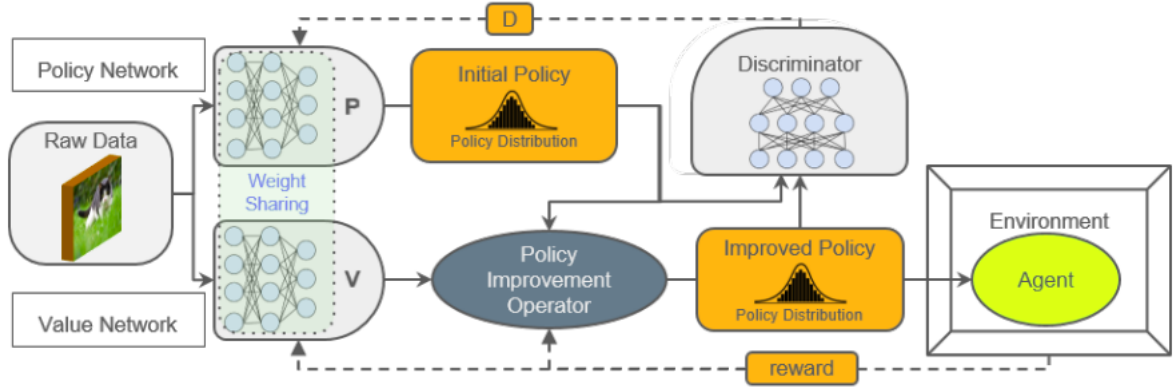 D
Policy Network
Initial Policy
Discriminator
P
Policy Distribution
Raw Data
Weight
Sharing
Environment
Policy
Improvement
Operator
Improved Policy
V
Agent
Policy Distribution
Value Network
reward